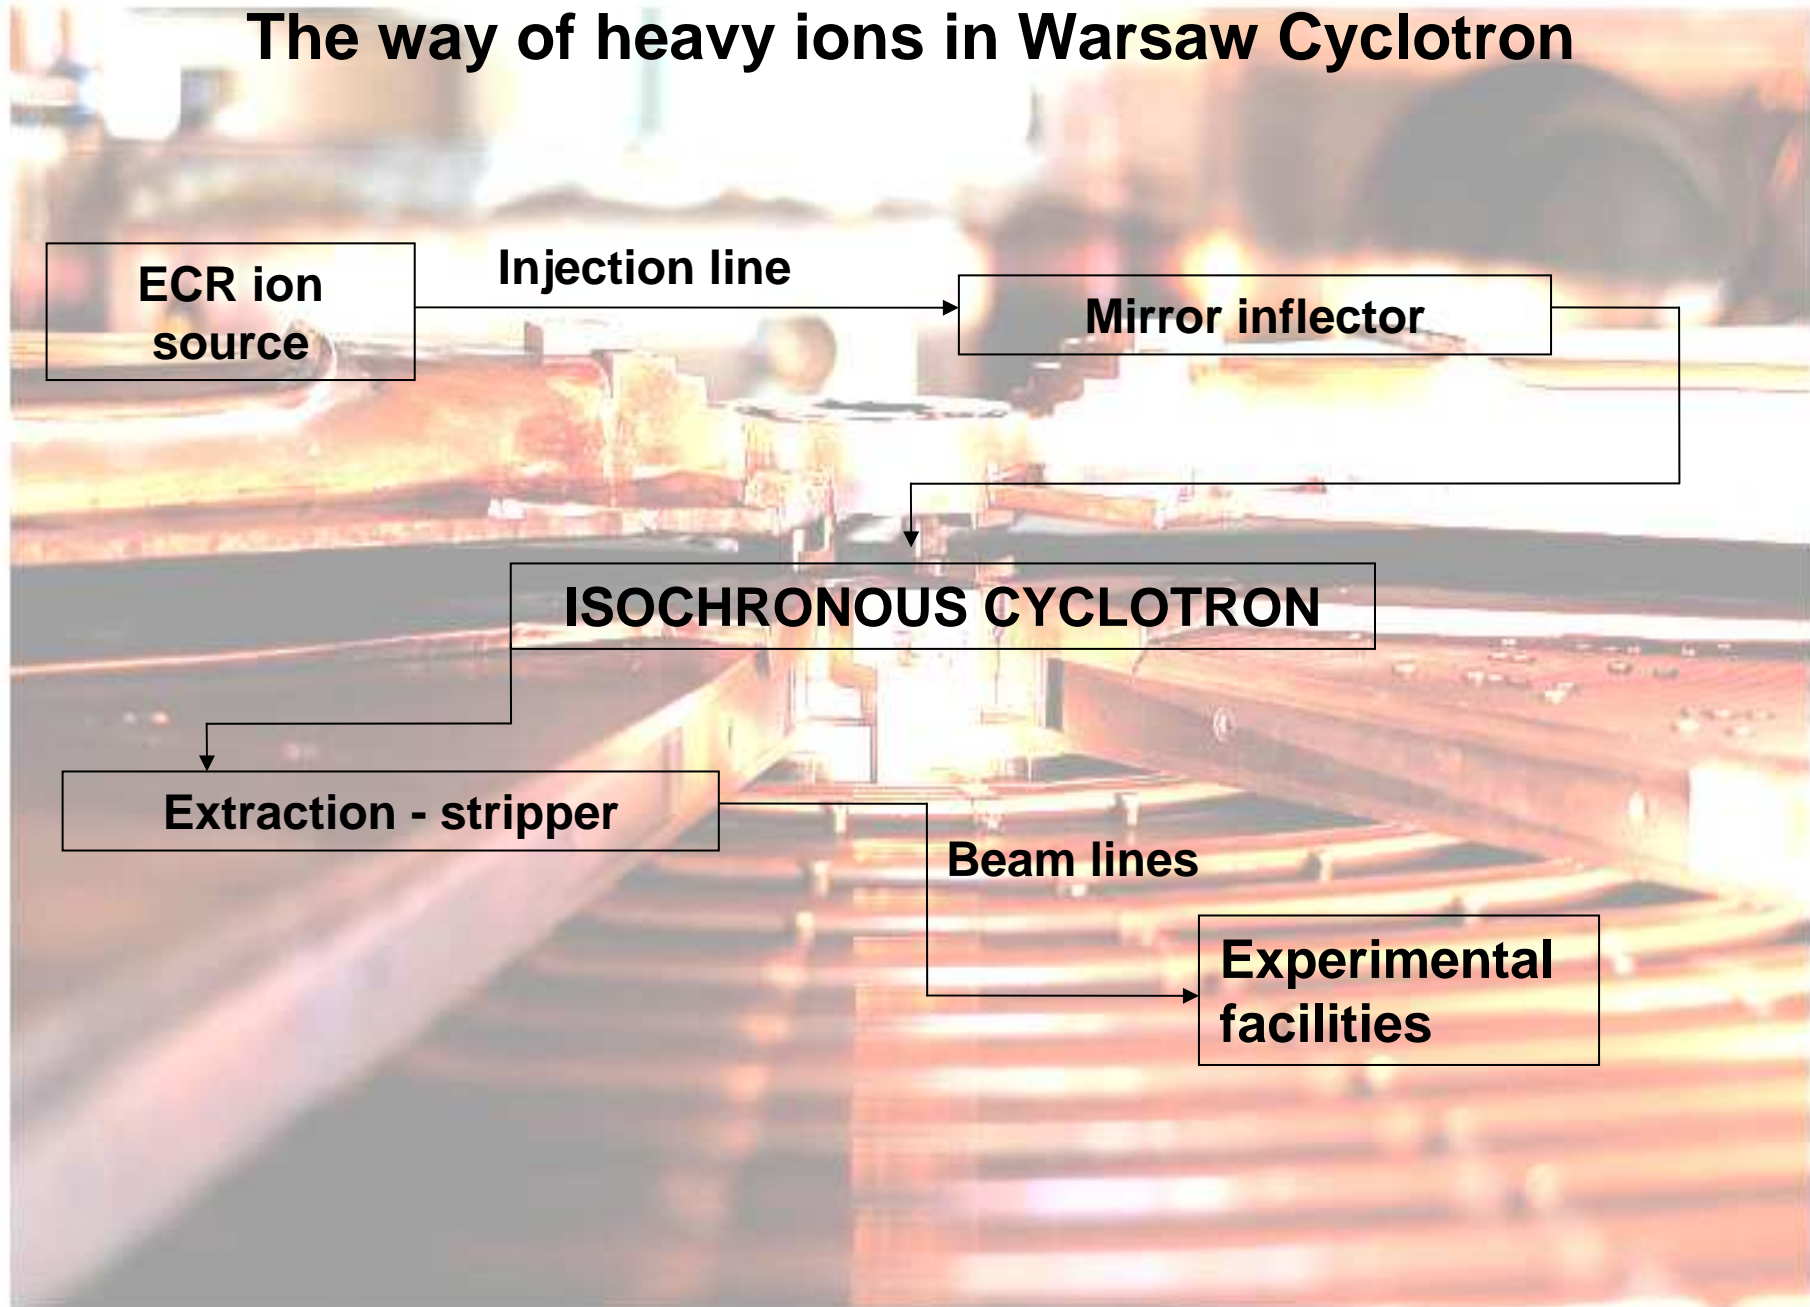 The way of heavy ions in Warsaw Cyclotron
ECR ion
source
Injection line
Mirror inflector
ISOCHRONOUS CYCLOTRON
Extraction - stripper
Beam lines
Experimental
facilities